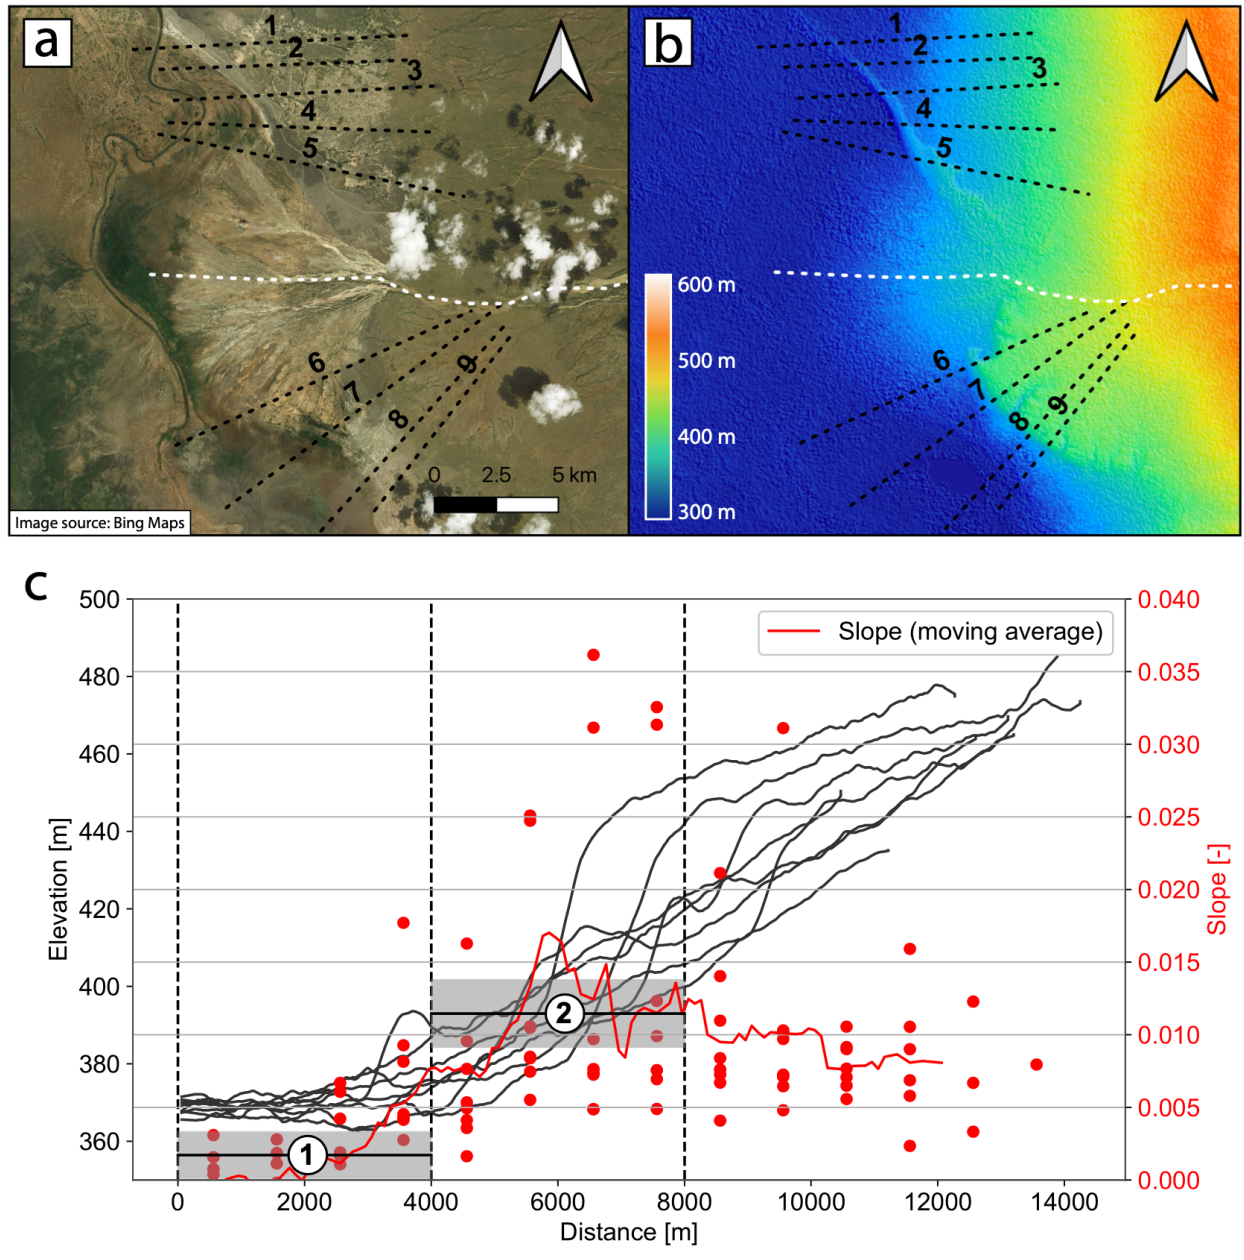 a
1
2
3
4
5
6
7
8
9
0 2.5 5 km
Image source: Bing Maps
b
1
2
3
4
5
6
7
8
9
600 m
500 m
400 m
300 m
c
500
480
460
440
420
400
380
360
Elevation [m]
Slope (moving average)
1
2
0.040
0.035
0.030
0.025
0.020
0.015
0.010
0.005
0.000
Slope [-]
0 2000 4000 6000 8000 10000 12000 14000
Distance [m]